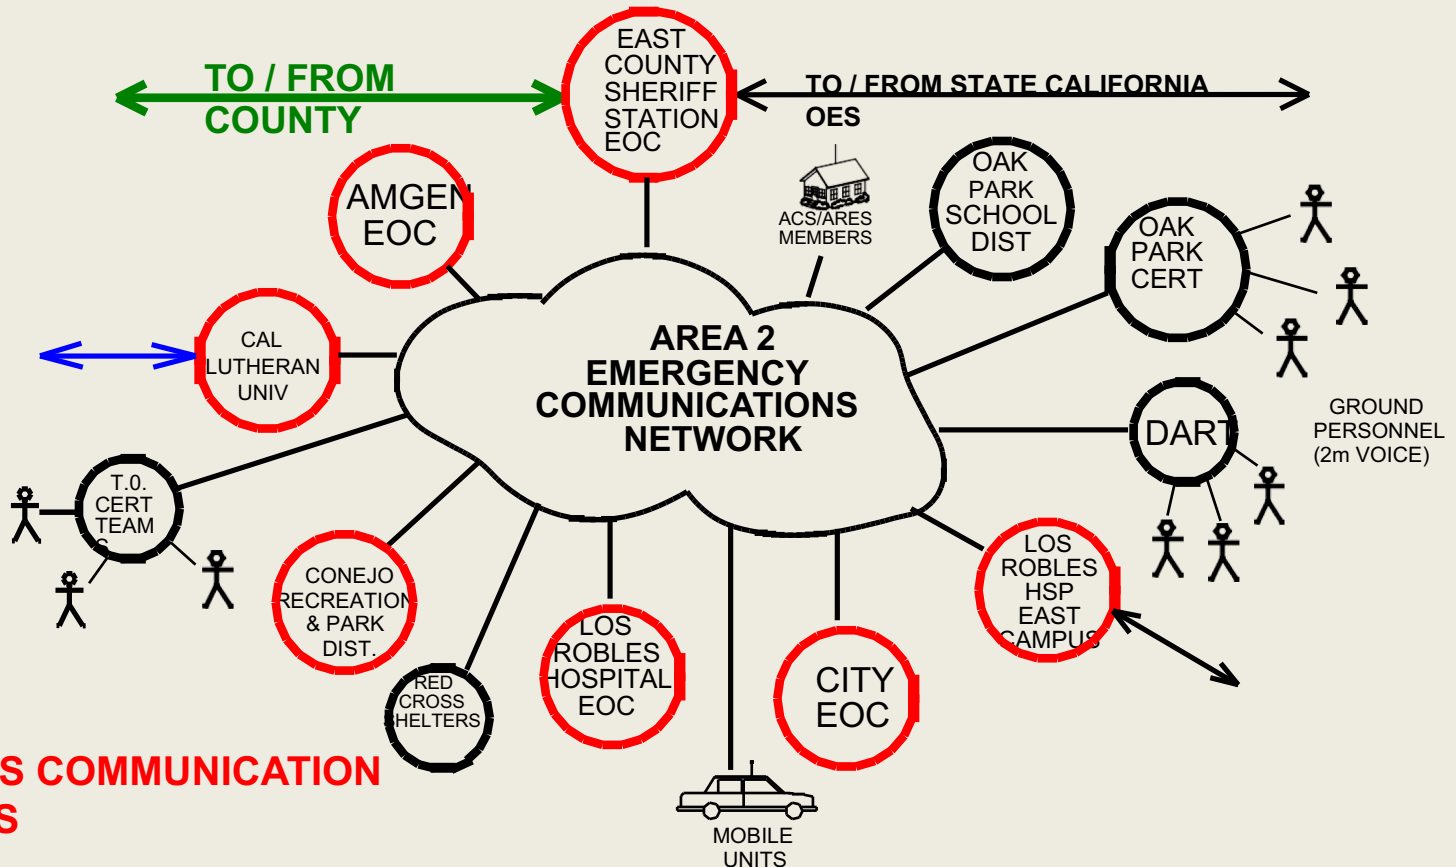 EAST
COUNTY
SHERIFF
STATION
EOC
TO / FROM
COUNTY
TO / FROM STATE CALIFORNIA
OES
AMGEN
EOC
ACS/ARES
MEMBERS
OAK
PARK
SCHOOL
DIST
OAK
PARK
CERT
CAL
LUTHERAN
UNIV
AREA 2
EMERGENCY
COMMUNICATIONS
NETWORK
DART
GROUND
PERSONNEL
(2m VOICE)
T.0.
CERT
TEAM
S
CONEJO
RECREATION
& PARK
DIST.
RED
CROSS
SHELTERS
LOS
ROBLES
HOSPITAL
EOC
CITY
EOC
LOS
ROBLES
HSP
EAST
CAMPUS
S COMMUNICATION
S
MOBILE
UNITS